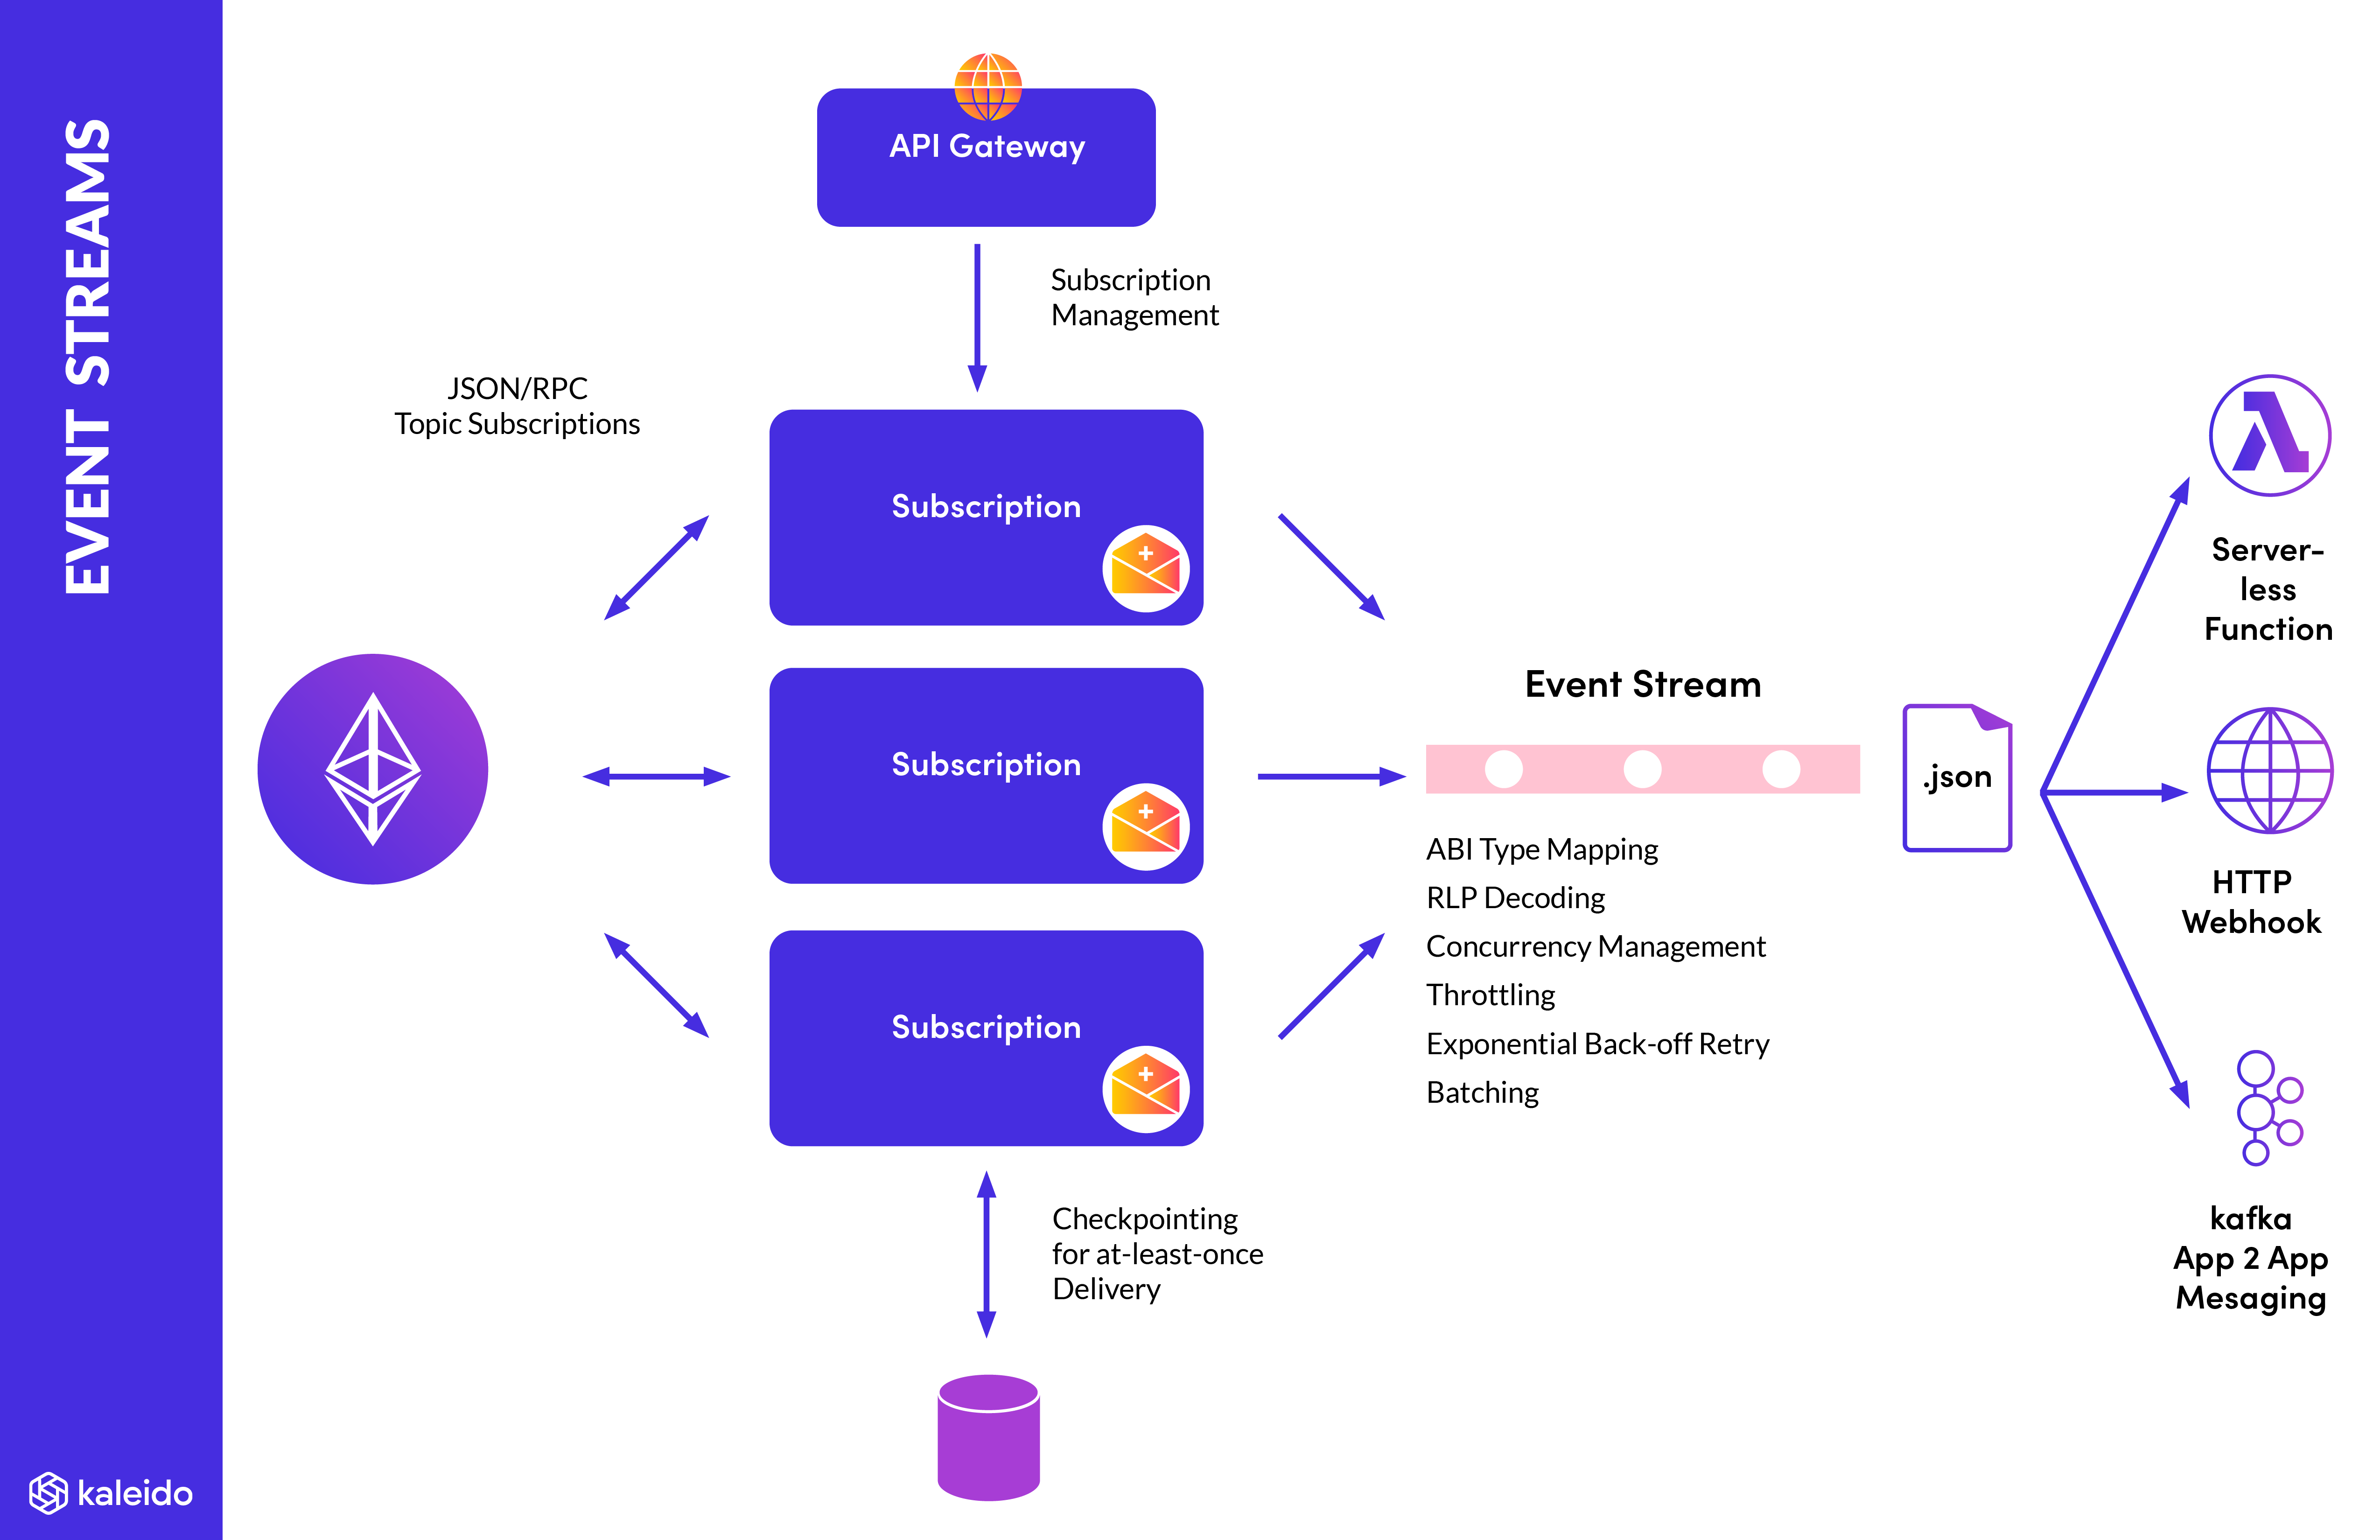 EVENT STREAMS
API Gateway
Subscription
Management
JSON/RPC
Topic Subscriptions
Subscription
Subscription
Subscription
Checkpointing
for at-least-once
Delivery
Event Stream
ABI Type Mapping
RLP Decoding
Concurrency Management
Throttling
Exponential Back-off Retry
Batching
.json
Server-
less
Function
HTTP
Webhook
kafka
App 2 App
Mesaging
kaleido